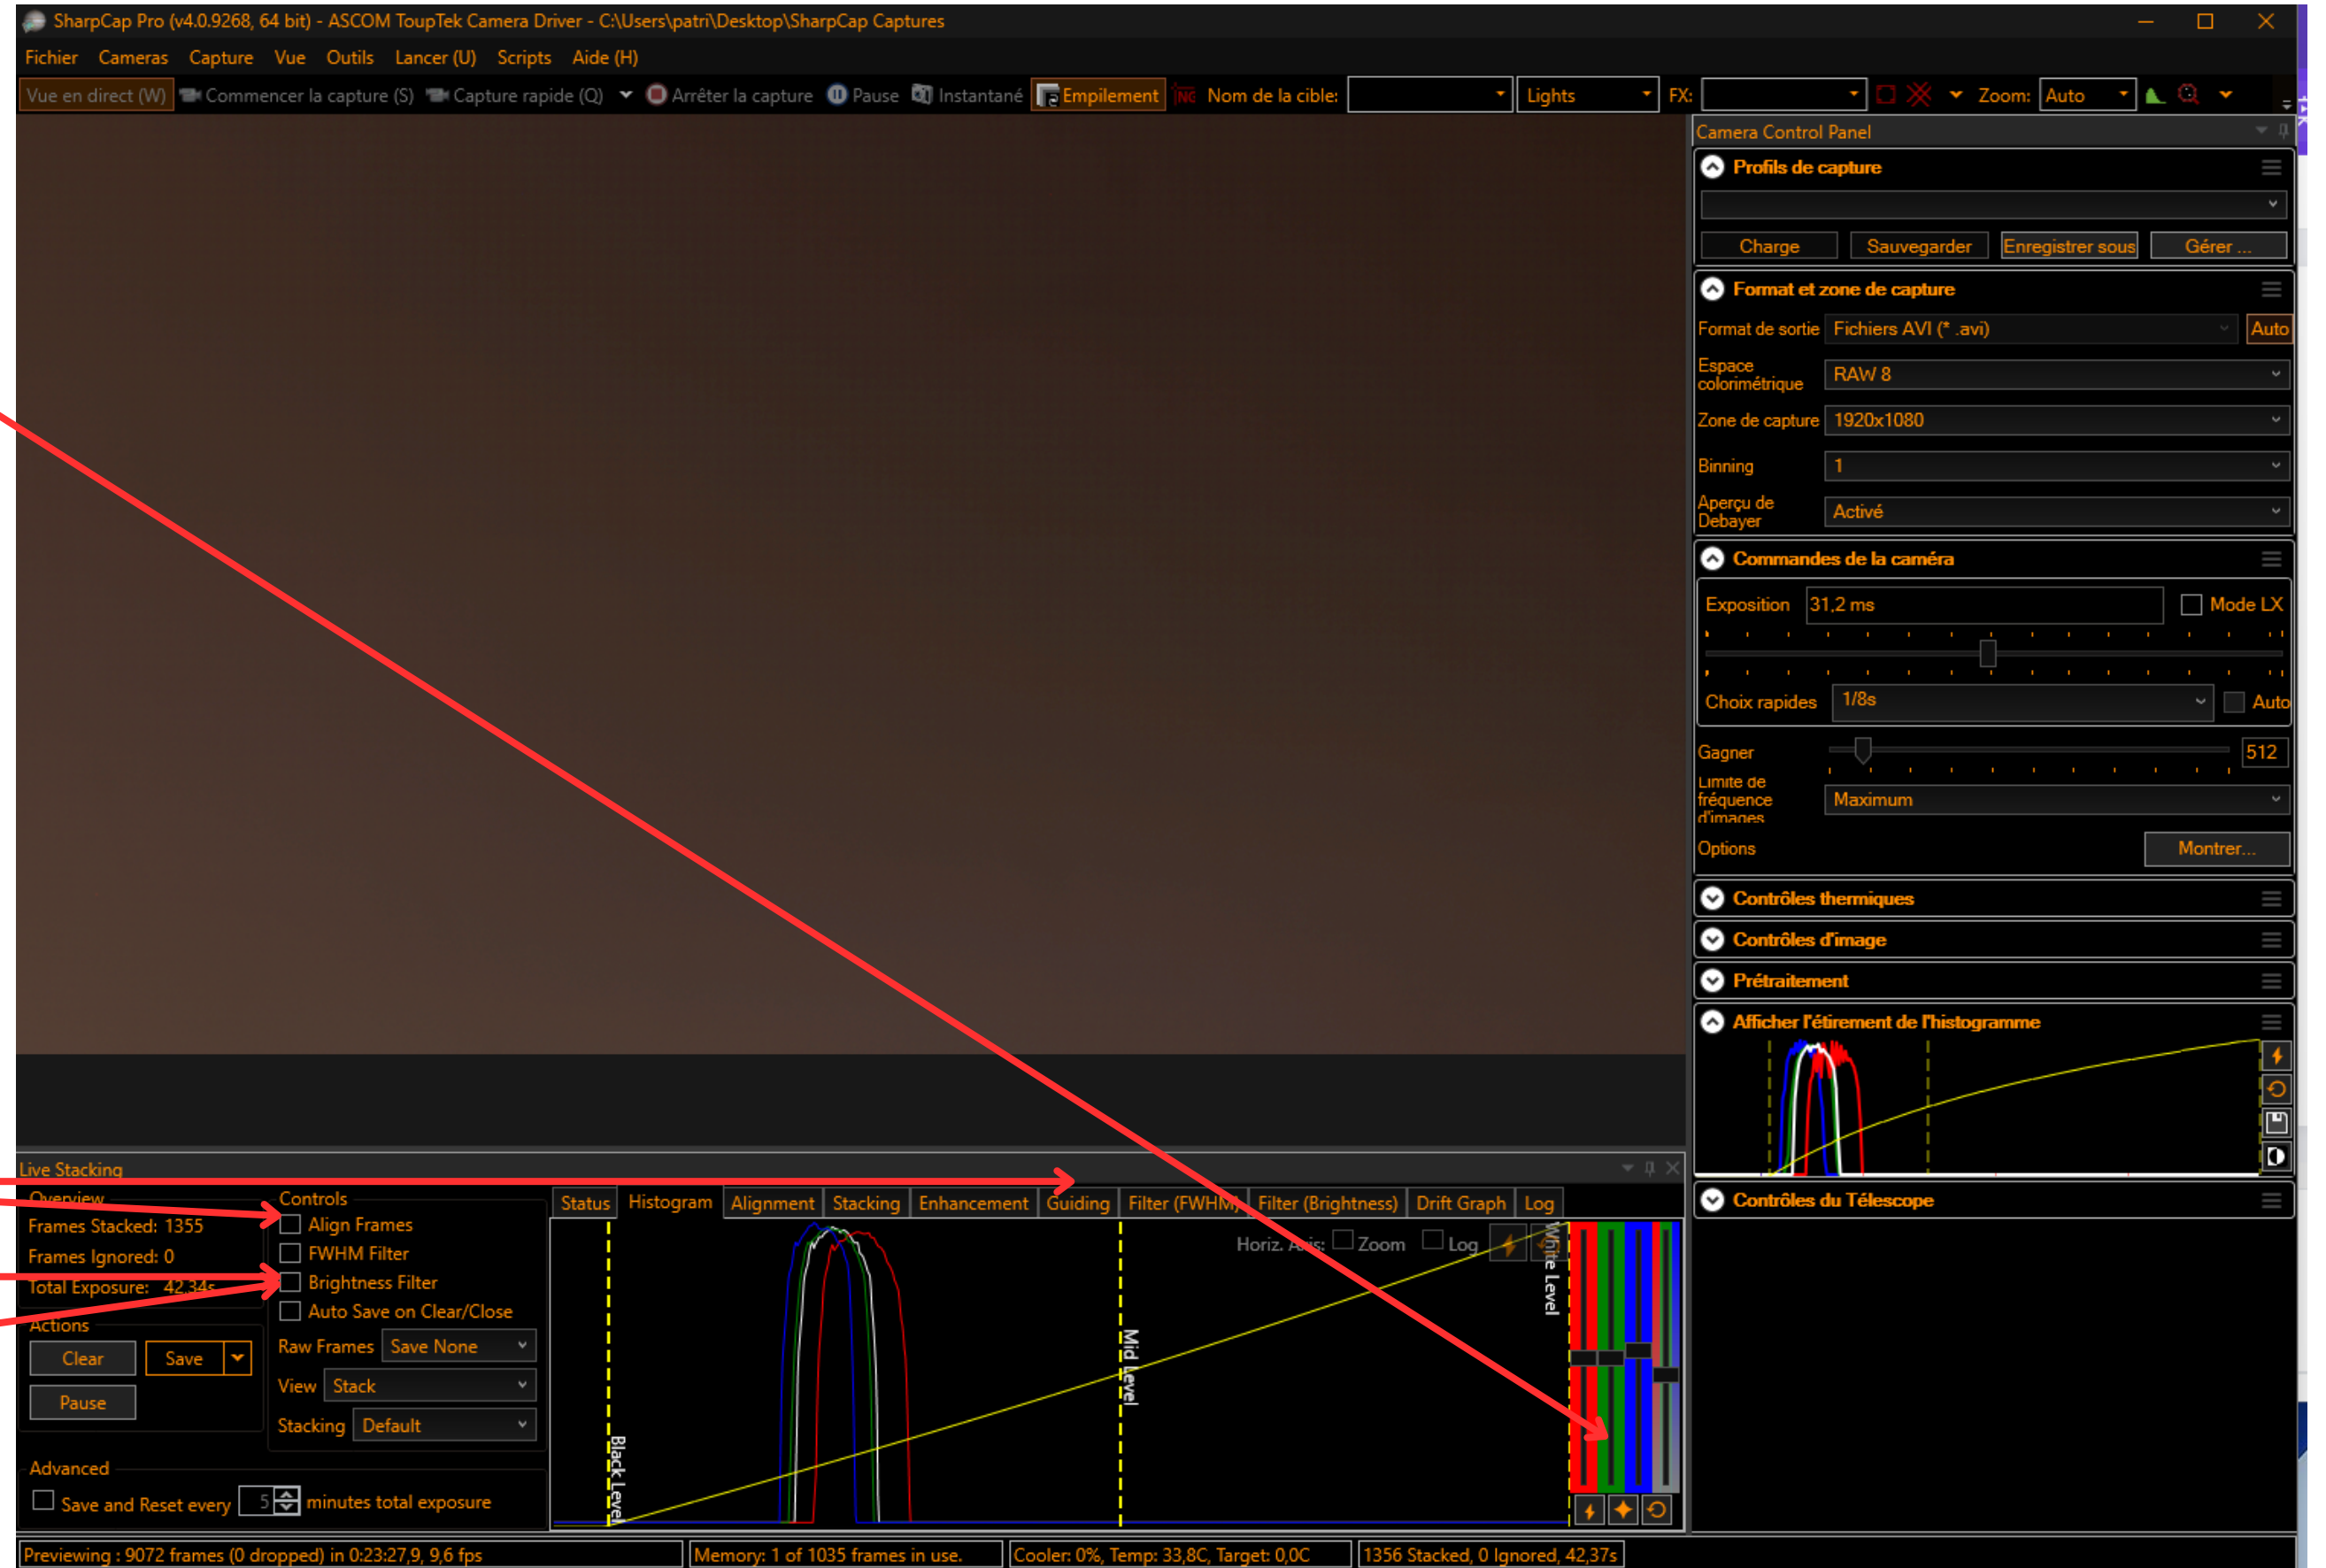 SharpCap Pro (v4.0.9268, 64 bit) - ASCOM ToupTek Camera Driver - C:\Users\patri\Desktop\SharpCap Captures
Fichier Cameras Capture Vue Outils Lancer (U) Scripts Aide (H)
Vue en direct (W) Commencer la capture (S) Capture rapide (Q) Arrêter la capture Pause Instantané Empilement Nom de la cible: Lights FX: Zoom: Auto
Camera Control Panel
Profils de capture
Charge Sauvegarder Enregistrer sous Gérer ...
Format et zone de capture
Format de sortie Fichiers AVI (* .avi) Auto
Espace
colorimétrique RAW 8
Zone de capture 1920x1080
Binning 1
Aperçu de
Debayer Activé
Commandes de la caméra
Exposition 31,2 ms Mode LX
Choix rapides 1/8s Auto
Gagner 512
Limite de
fréquence Maximum
d'images
Options Montrer...
Contrôles thermiques
Contrôles d'image
Prétraitement
Afficher l'étirement de l'histogramme
Contrôles du Télescope
Live Stacking
Overview
Frames Stacked: 1355
Frames Ignored: 0
Total Exposure: 42,34s
Actions
Clear Save
Pause
Controls
Align Frames
FWHM Filter
Brightness Filter
Auto Save on Clear/Close
Raw Frames Save None
View Stack
Stacking Default
Advanced
Save and Reset every 5 minutes total exposure
Status Histogram Alignment Stacking Enhancement Guiding Filter (FWHM) Filter (Brightness) Drift Graph Log
Horiz. Axis: Zoom Log
Black Level
Mid Level
White Level
Previewing : 9072 frames (0 dropped) in 0:23:27,9, 9,6 fps Memory: 1 of 1035 frames in use. Cooler: 0%, Temp: 33,8C, Target: 0,0C 1356 Stacked, 0 Ignored, 42,37s